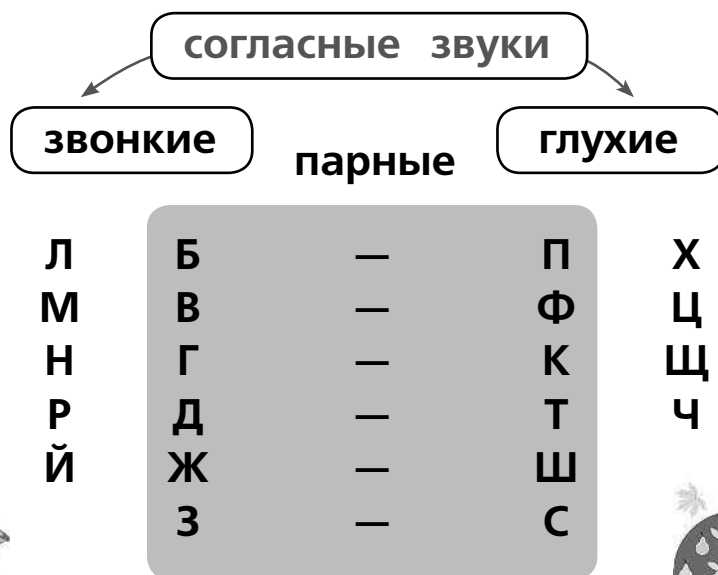 согласные звуки
звонкие парные глухие
Л Б — П Х
М В — Ф Ц
Н Г — К Щ
Р Д — Т Ч
Й Ж — Ш
З — С